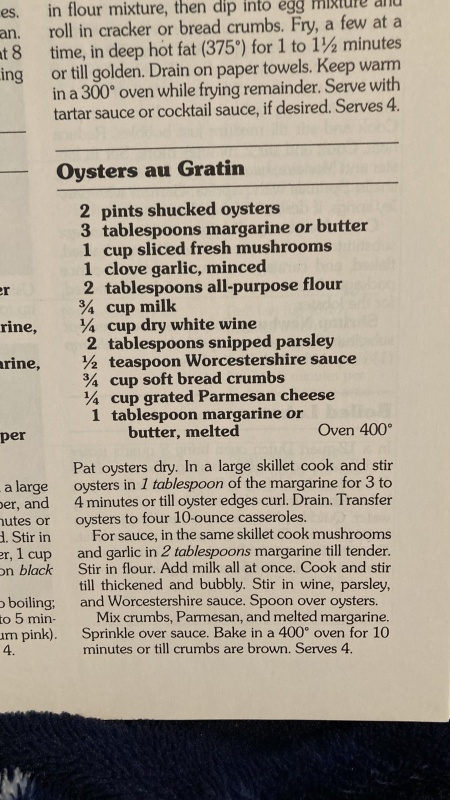 es.
an.
at 8
ing
er
rine,
arine,
per
a large
er, and
nutes or
d. Stir in
er, 1 cup
on black
o boiling;
to 5 min-
urn pink).
4.
in flour mixture, then dip into egg mixture and
roll in cracker or bread crumbs. Fry, a few at a
time, in deep hot fat (375°) for 1 to 1½ minutes
or till golden. Drain on paper towels. Keep warm
in a 300° oven while frying remainder. Serve with
tartar sauce or cocktail sauce, if desired. Serves 4.
Oysters au Gratin
2 pints shucked oysters
3 tablespoons margarine or butter
1 cup sliced fresh mushrooms
1 clove garlic, minced
2 tablespoons all-purpose flour
¾ cup milk
¼ cup dry white wine
2 tablespoons snipped parsley
½ teaspoon Worcestershire sauce
¾ cup soft bread crumbs
¼ cup grated Parmesan cheese
1 tablespoon margarine or
butter, melted Oven 400°
Pat oysters dry. In a large skillet cook and stir
oysters in 1 tablespoon of the margarine for 3 to
4 minutes or till oyster edges curl. Drain. Transfer
oysters to four 10-ounce casseroles.
For sauce, in the same skillet cook mushrooms
and garlic in 2 tablespoons margarine till tender.
Stir in flour. Add milk all at once. Cook and stir
till thickened and bubbly. Stir in wine, parsley,
and Worcestershire sauce. Spoon over oysters.
Mix crumbs, Parmesan, and melted margarine.
Sprinkle over sauce. Bake in a 400° oven for 10
minutes or till crumbs are brown. Serves 4.